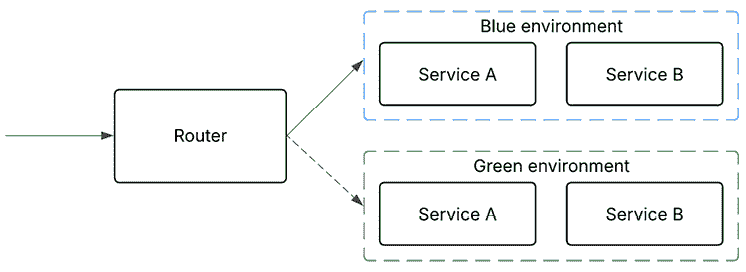 Blue environment
Service A
Service B
Router
Green environment
Service A
Service B